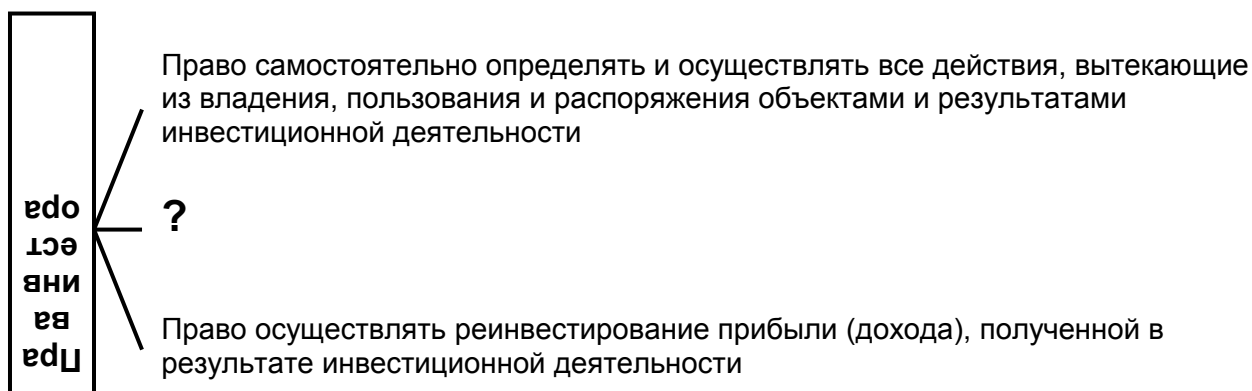 Пра
ва
инв
ест
ора
Право самостоятельно определять и осуществлять все действия, вытекающие
из владения, пользования и распоряжения объектами и результатами
инвестиционной деятельности
?
Право осуществлять реинвестирование прибыли (дохода), полученной в
результате инвестиционной деятельности